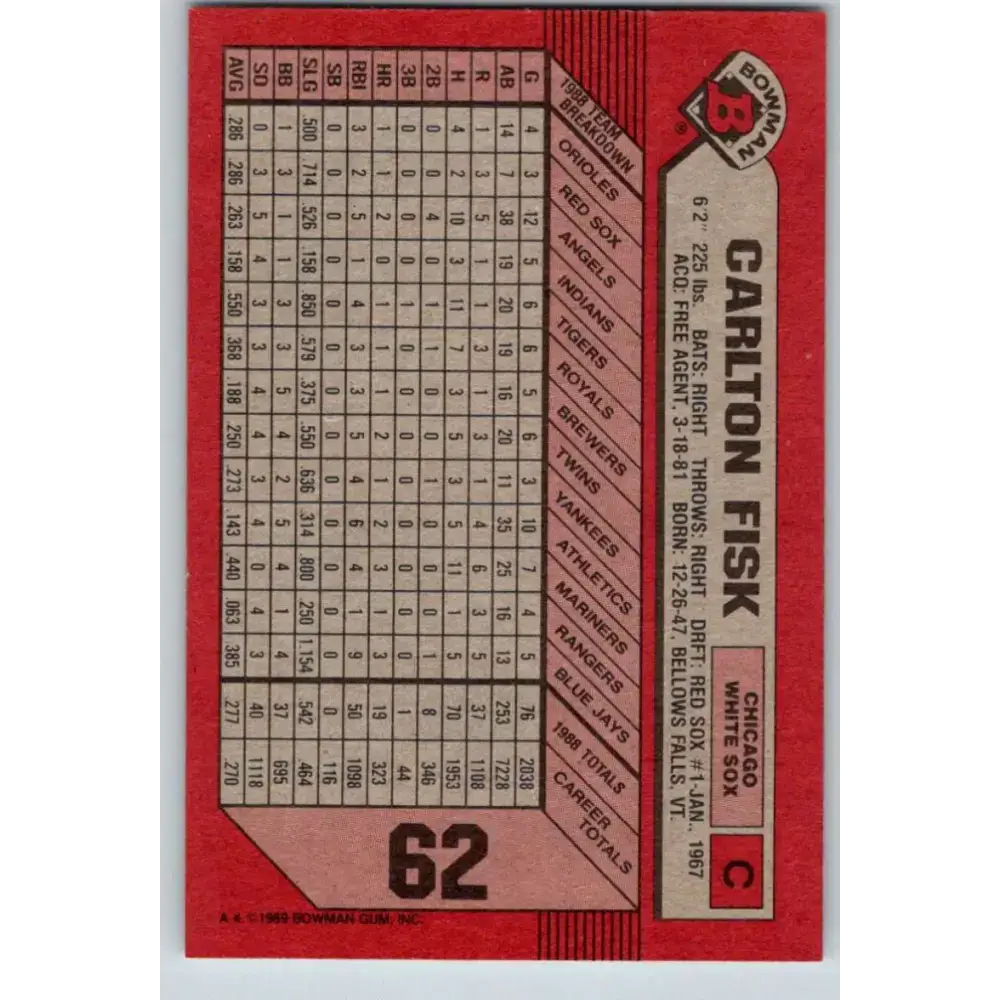 BOWMAN
B
®
CARLTON FISK
CHICAGO
WHITE SOX
C
6'2" 225 lbs. BATS: RIGHT THROWS: RIGHT DRFT: RED SOX #1-JAN., 1967
ACQ: FREE AGENT, 3-18-81 BORN: 12-26-47, BELLOWS FALLS, VT.
1988 TEAM
BREAKDOWN
G AB R H 2B 3B HR RBI SB SLG BB SO AVG
ORIOLES 4 14 1 4 0 0 1 3 0 .500 1 0 .286
RED SOX 3 7 3 2 0 0 1 2 0 .714 3 3 .286
ANGELS 12 38 5 10 4 0 2 5 0 .526 1 5 .263
INDIANS 5 19 1 3 0 0 0 1 0 .158 1 4 .158
TIGERS 6 20 1 11 1 1 1 4 0 .850 3 3 .550
ROYALS 6 19 3 7 1 0 1 3 0 .579 3 3 .368
BREWERS 5 16 1 3 0 0 1 3 0 .375 5 4 .188
TWINS 6 20 3 5 0 0 2 5 0 .550 4 4 .250
YANKEES 3 11 1 3 1 0 1 4 0 .636 2 3 .273
ATHLETICS 10 35 4 5 0 0 2 6 0 .314 5 4 .143
MARINERS 7 25 6 11 0 0 3 4 0 .800 4 0 .440
RANGERS 4 16 3 1 0 0 1 1 0 .250 1 4 .063
BLUE JAYS 5 13 5 5 1 0 3 9 0 1.154 4 3 .385
1988 TOTALS 76 253 37 70 8 1 19 50 0 .542 37 40 .277
CAREER TOTALS 2038 7228 1108 1953 346 44 323 1098 116 .464 695 1118 .270
62
A 4. ©1989 BOWMAN GUM, INC.